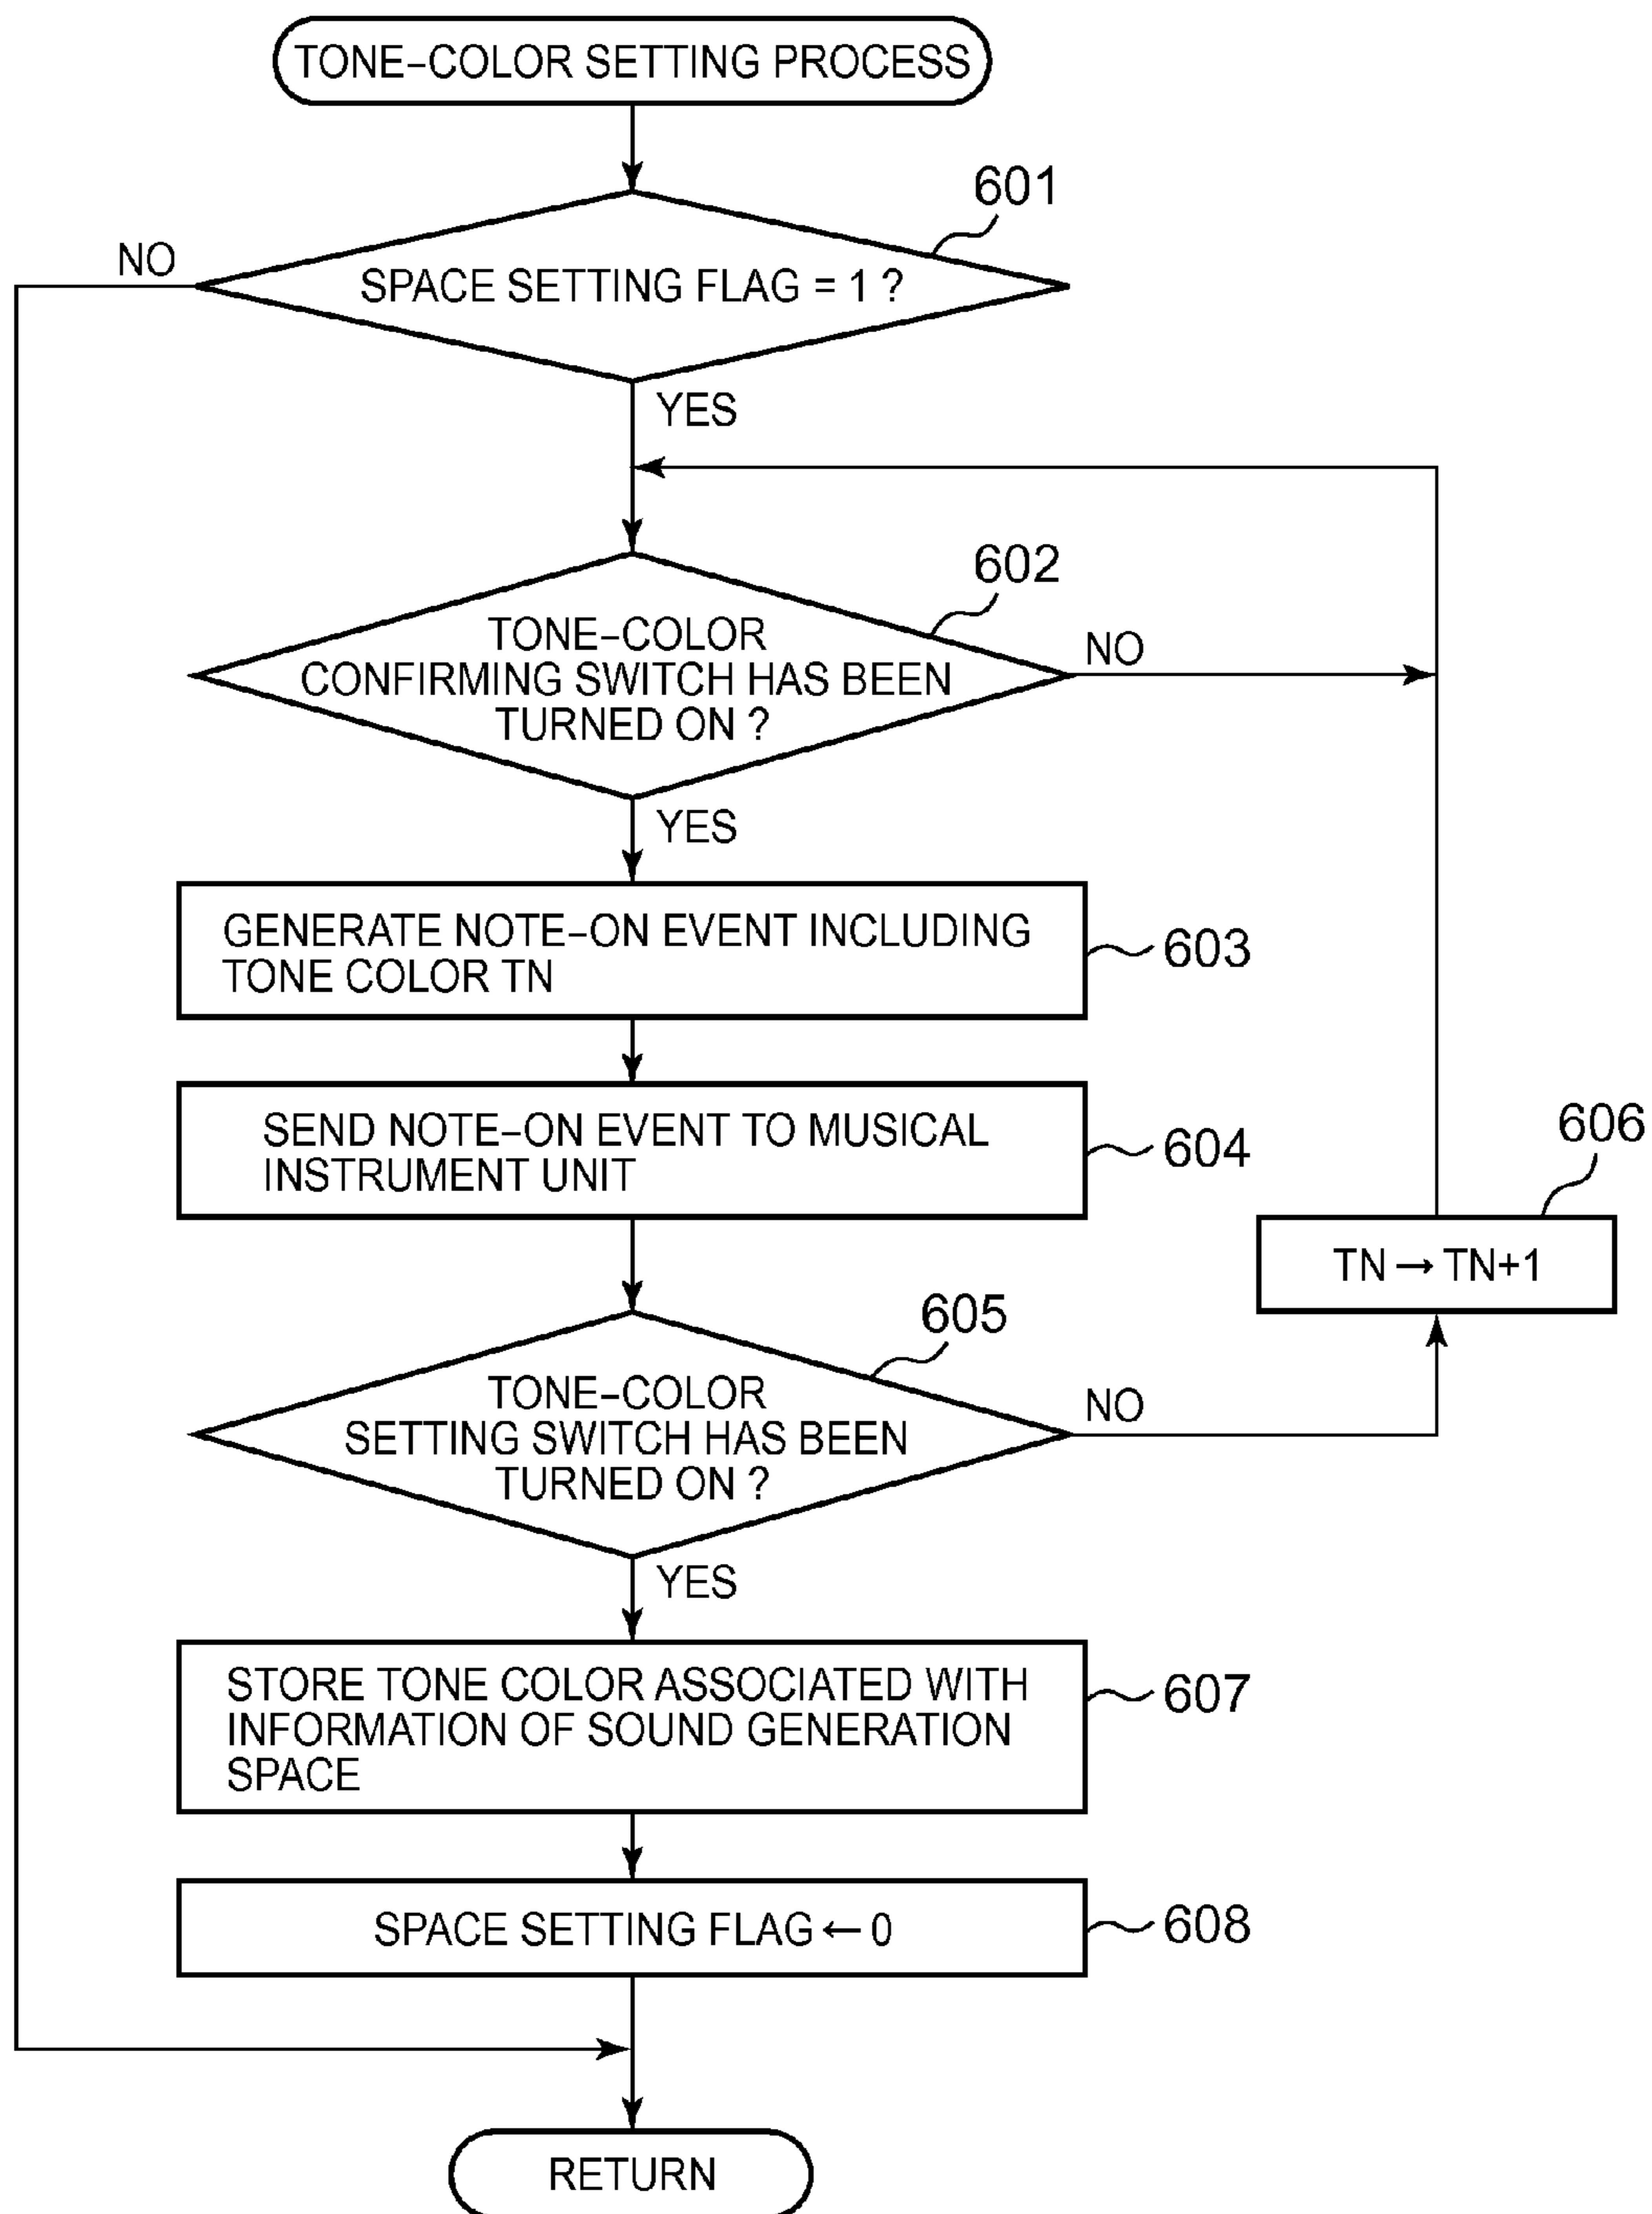 TONE-COLOR SETTING PROCESS
601
NO
SPACE SETTING FLAG = 1 ?
YES
602
TONE-COLOR
CONFIRMING SWITCH HAS BEEN
TURNED ON ?
NO
YES
GENERATE NOTE-ON EVENT INCLUDING
TONE COLOR TN
603
SEND NOTE-ON EVENT TO MUSICAL
INSTRUMENT UNIT
604
606
TN → TN+1
605
TONE-COLOR
SETTING SWITCH HAS BEEN
TURNED ON ?
NO
YES
STORE TONE COLOR ASSOCIATED WITH
INFORMATION OF SOUND GENERATION
SPACE
607
SPACE SETTING FLAG ← 0
608
RETURN